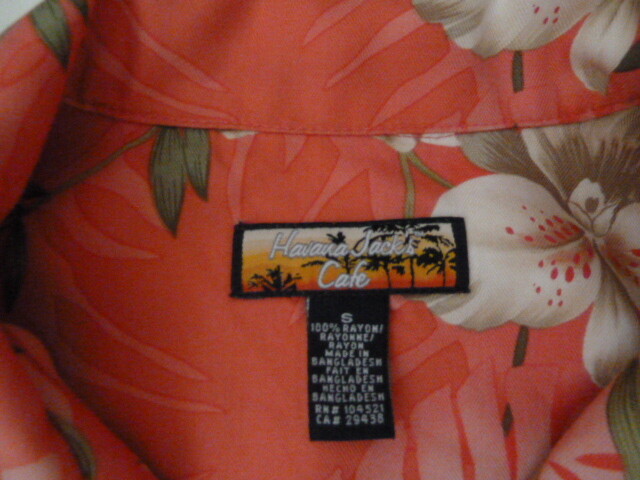 Havana Jack's
Cafe
S
100% RAYON/
RAYONNE/
RAYON
MADE IN
BANGLADESH
FAIT EN
BANGLADESH
HECHO EN
BANGLADESH
RN# 104521
CA# 29438